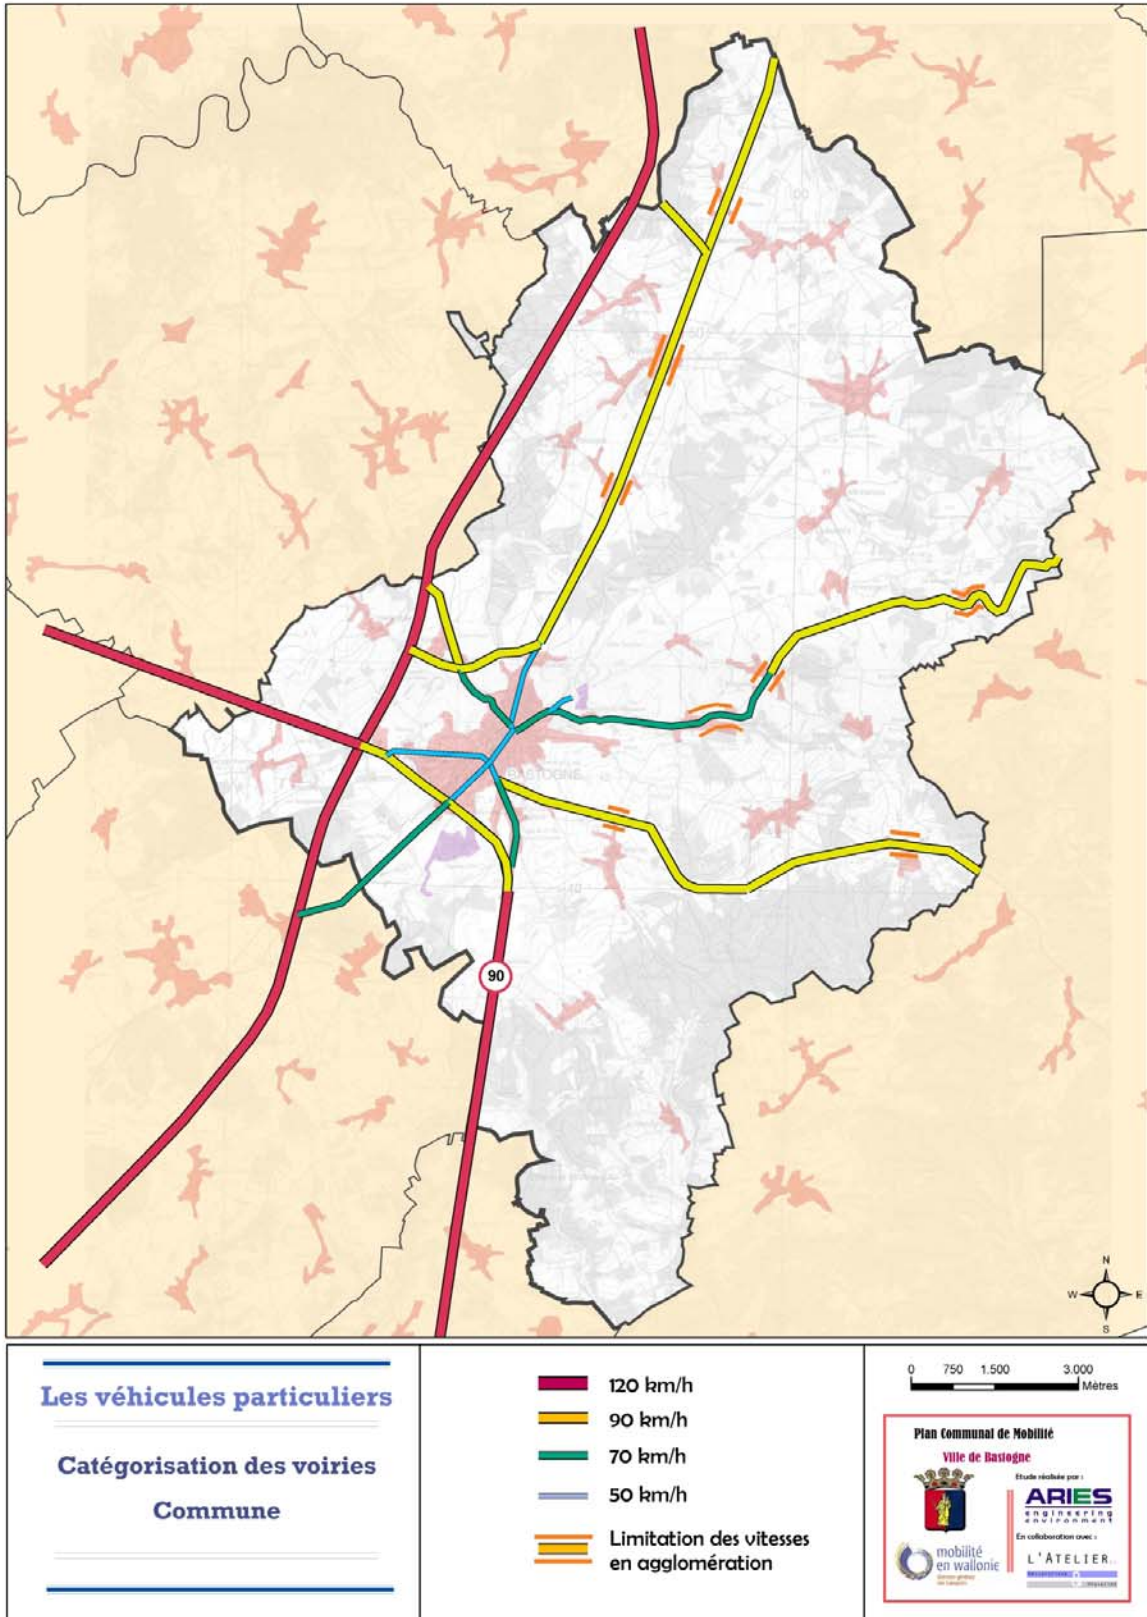 BASTOGNE
90
N
W
E
S
Les véhicules particuliers
Catégorisation des voiries
Commune
120 km/h
90 km/h
70 km/h
50 km/h
Limitation des vitesses
en agglomération
0 750 1.500 3.000
Mètres
Plan Communal de Mobilité
Ville de Bastogne
Etude réalisée par :
ARIES
engineering
environment
En collaboration avec :
L'ATELIER
mobilité
en wallonie